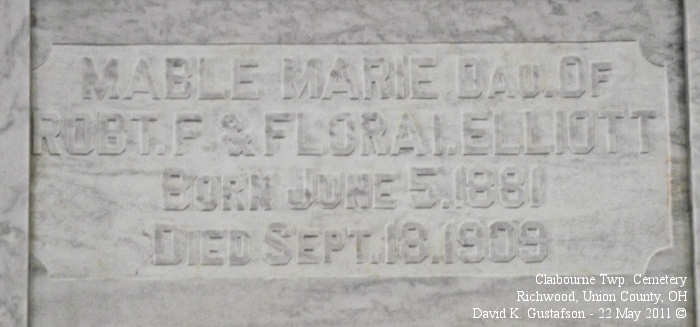 MABLE MARIE DAU. OF
ROBT. F. & FLORA I. ELLIOTT
BORN JUNE 5, 1881
DIED SEPT. 18, 1909
Claibourne Twp Cemetery
Richwood, Union County, OH
David K. Gustafson - 22 May 2011 ©